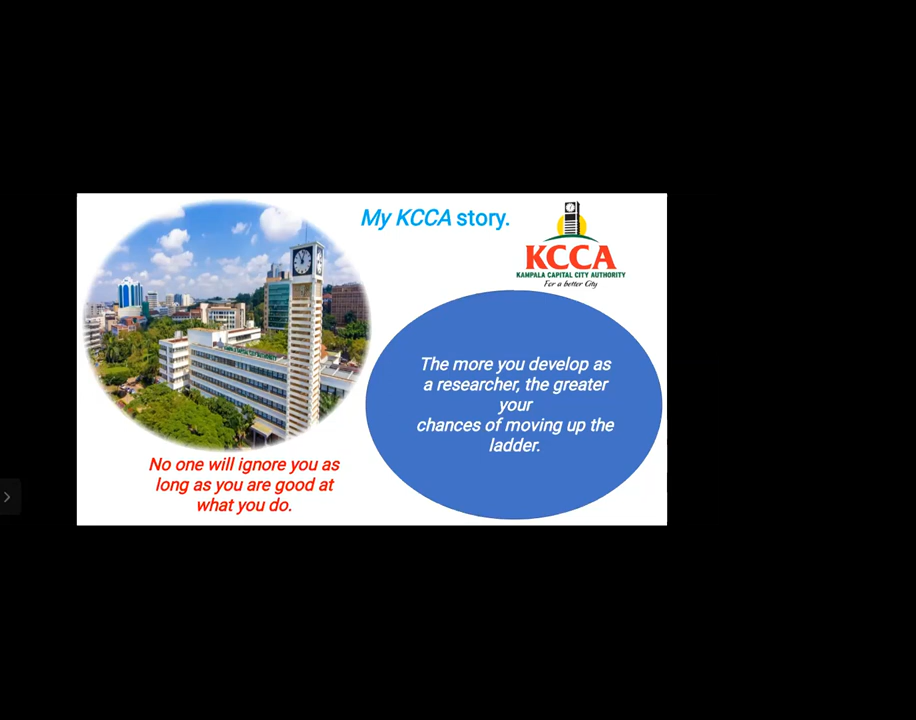 My KCCA story.
KCCA
KAMPALA CAPITAL CITY AUTHORITY
For a better City
The more you develop as
a researcher, the greater
your
chances of moving up the
ladder.
No one will ignore you as
long as you are good at
what you do.